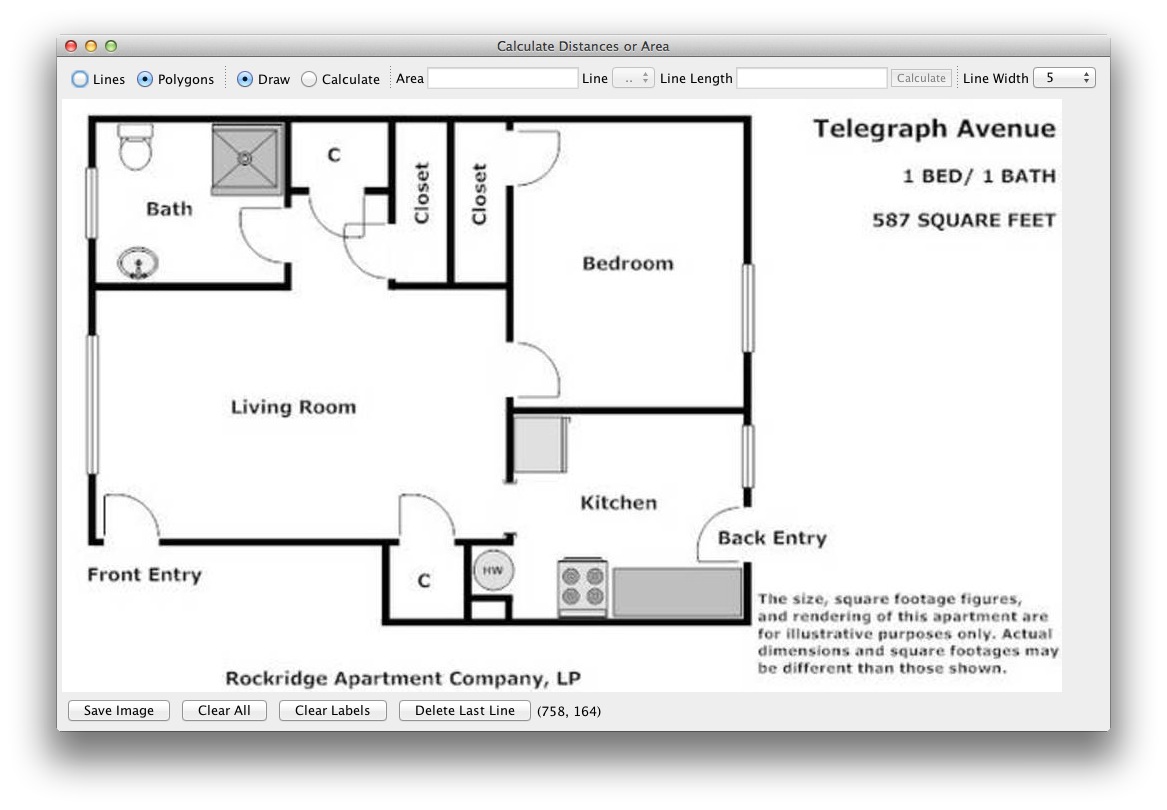 Calculate Distances or Area
Lines Polygons Draw Calculate Area Line .. Line Length Calculate Line Width 5
Telegraph Avenue
1 BED/ 1 BATH
587 SQUARE FEET
C
Closet
Closet
Bath
Bedroom
Living Room
Kitchen
Back Entry
Front Entry
C
HW
The size, square footage figures,
and rendering of this apartment are
for illustrative purposes only. Actual
dimensions and square footages may
be different than those shown.
Rockridge Apartment Company, LP
Save Image Clear All Clear Labels Delete Last Line (758, 164)